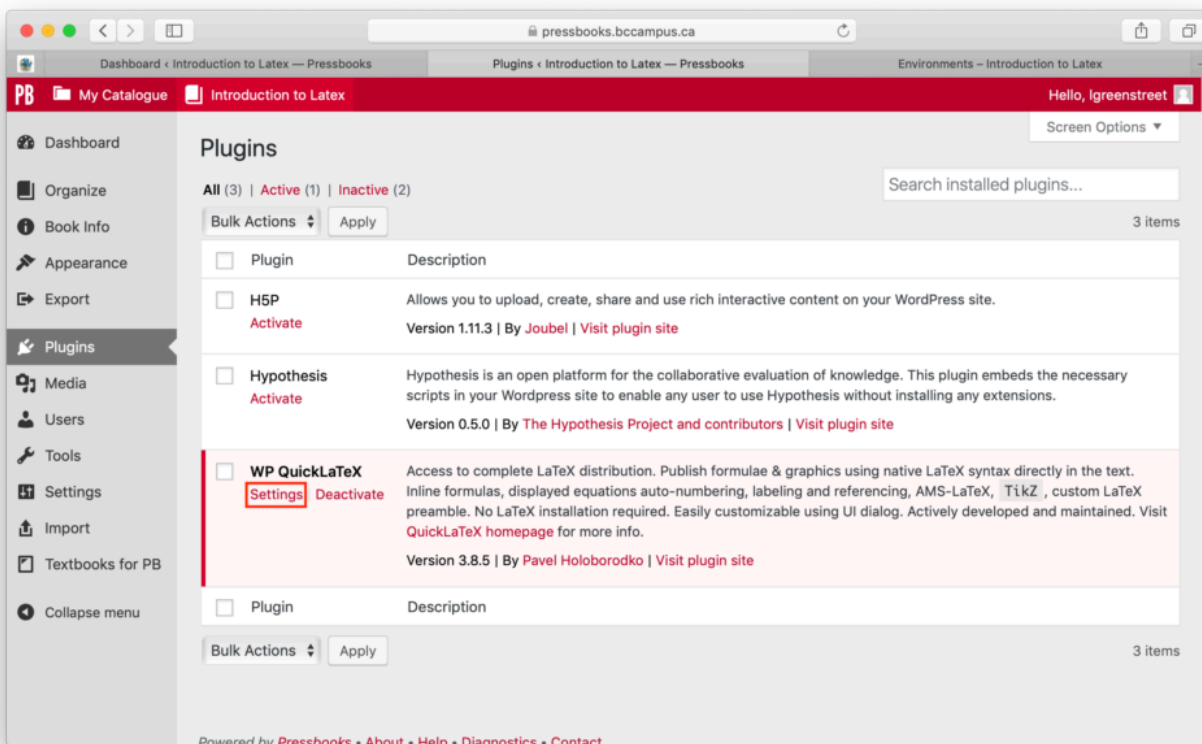 pressbooks.bccampus.ca
Dashboard < Introduction to Latex — Pressbooks
Plugins < Introduction to Latex — Pressbooks
Environments – Introduction to Latex
PB My Catalogue Introduction to Latex Hello, lgreenstreet
Screen Options ▼
Dashboard
Organize
Book Info
Appearance
Export
Plugins
Media
Users
Tools
Settings
Import
Textbooks for PB
Collapse menu
Plugins
All (3) | Active (1) | Inactive (2)
Search installed plugins...
Bulk Actions Apply 3 items
Plugin Description
H5P
Activate
Allows you to upload, create, share and use rich interactive content on your WordPress site.
Version 1.11.3 | By Joubel | Visit plugin site
Hypothesis
Activate
Hypothesis is an open platform for the collaborative evaluation of knowledge. This plugin embeds the necessary
scripts in your Wordpress site to enable any user to use Hypothesis without installing any extensions.
Version 0.5.0 | By The Hypothesis Project and contributors | Visit plugin site
WP QuickLaTeX
Settings Deactivate
Access to complete LaTeX distribution. Publish formulae & graphics using native LaTeX syntax directly in the text.
Inline formulas, displayed equations auto-numbering, labeling and referencing, AMS-LaTeX, TikZ , custom LaTeX
preamble. No LaTeX installation required. Easily customizable using UI dialog. Actively developed and maintained. Visit
QuickLaTeX homepage for more info.
Version 3.8.5 | By Pavel Holoborodko | Visit plugin site
Plugin Description
Bulk Actions Apply 3 items
Powered by Pressbooks • About • Help • Diagnostics • Contact